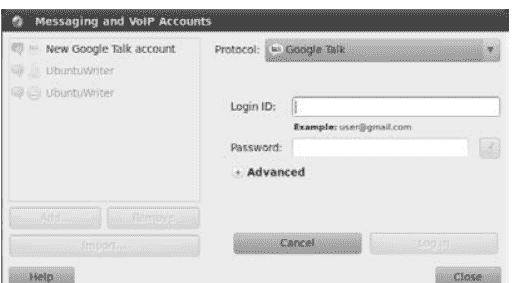 Messaging and VoIP Accounts
New Google Talk account
UbuntuWriter
UbuntuWriter
Protocol: Google Talk
Login ID:
Example: user@gmail.com
Password:
Advanced
Add...
Remove
Import...
Cancel
Log in
Help
Close